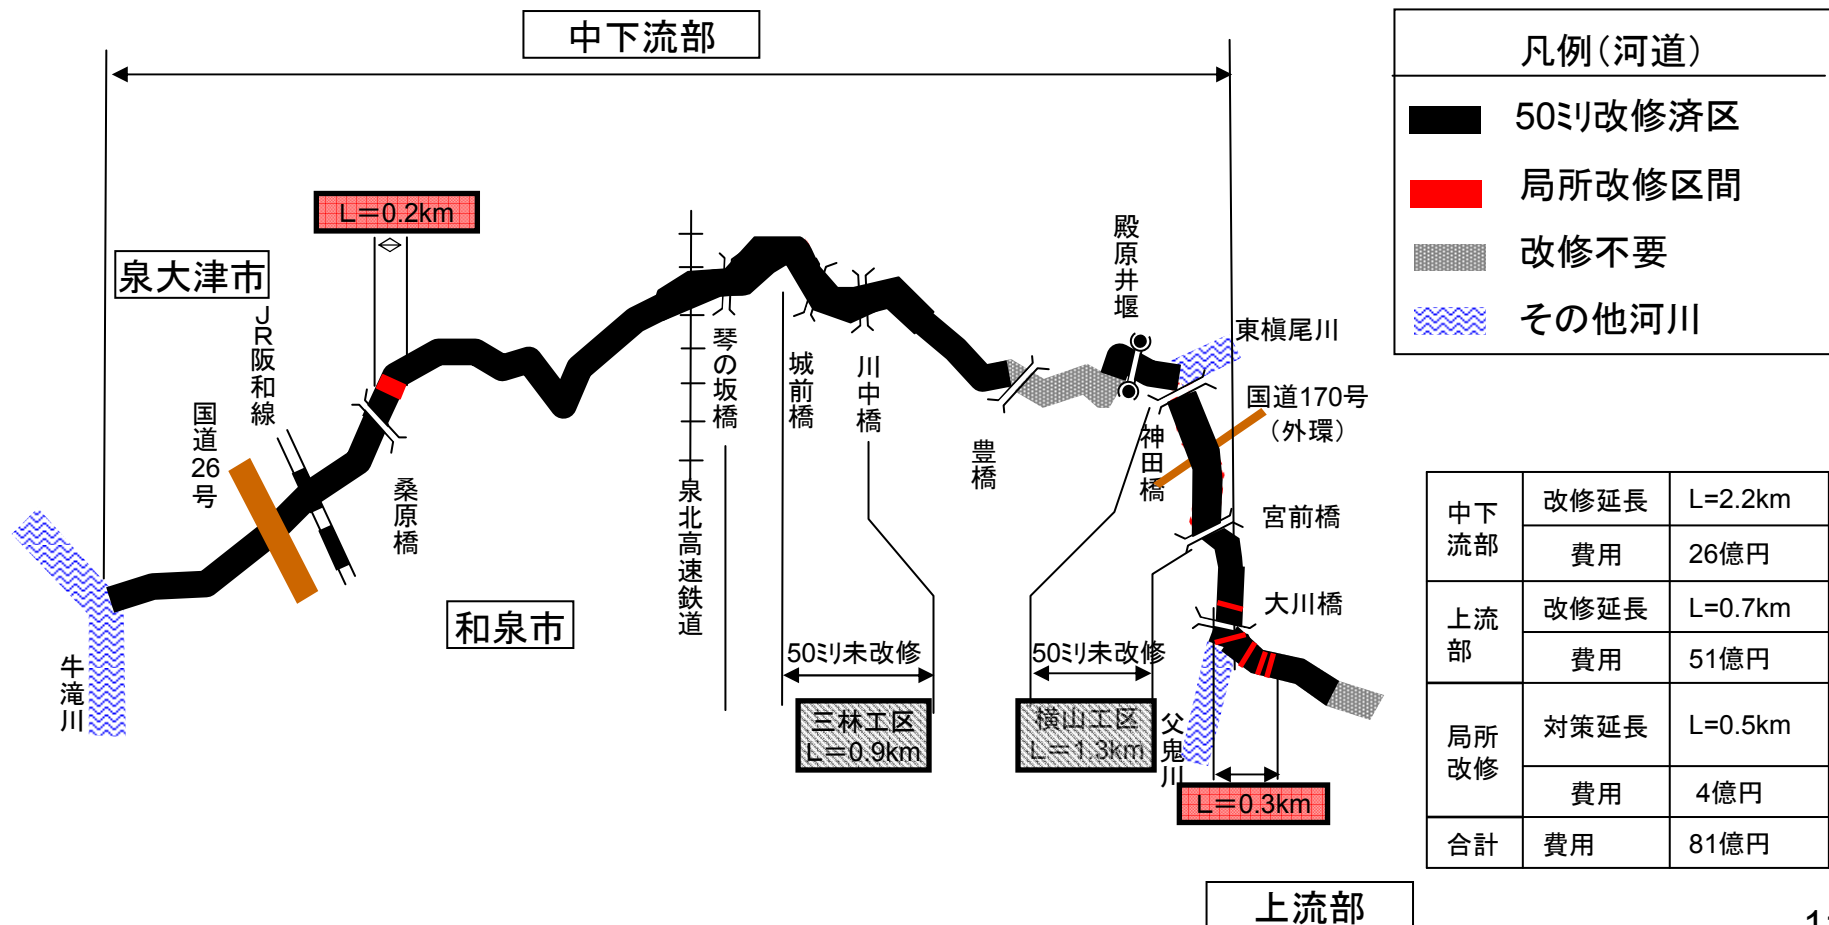 中下流部
凡例(河道)
50ミリ改修済区
局所改修区間
改修不要
その他河川
L=0.2km
泉大津市
JR阪和線
国道26号
桑原橋
牛滝川
和泉市
泉北高速鉄道
琴の坂橋
城前橋
川中橋
豊橋
殿原井堰
東槇尾川
国道170号
(外環)
神田橋
宮前橋
大川橋
父鬼川
50ミリ未改修
三林工区
L=0.9km
50ミリ未改修
横山工区
L=1.3km
L=0.3km
中下流部 改修延長 L=2.2km
費用 26億円
上流部 改修延長 L=0.7km
費用 51億円
局所改修 対策延長 L=0.5km
費用 4億円
合計 費用 81億円
上流部